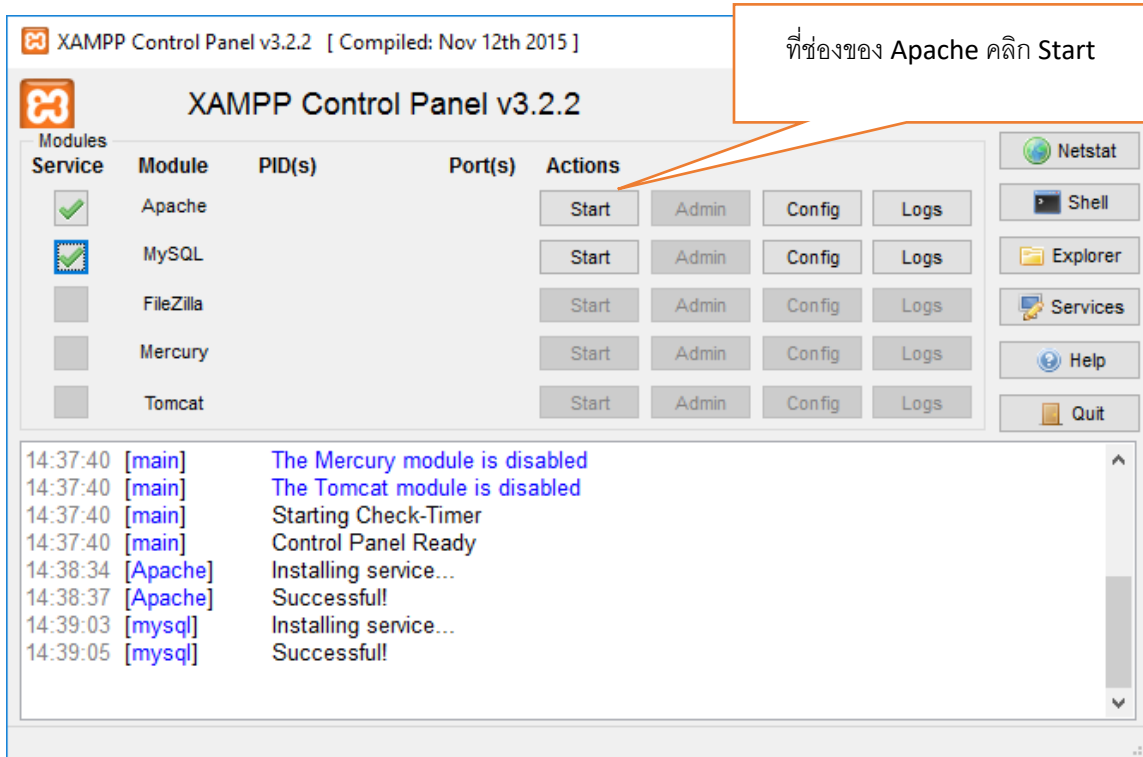 XAMPP Control Panel v3.2.2 [ Compiled: Nov 12th 2015 ]
ที่ช่องของ Apache คลิก Start
XAMPP Control Panel v3.2.2
Modules
Service Module PID(s) Port(s) Actions
Apache Start Admin Config Logs
MySQL Start Admin Config Logs
FileZilla Start Admin Config Logs
Mercury Start Admin Config Logs
Tomcat Start Admin Config Logs
Netstat
Shell
Explorer
Services
Help
Quit
14:37:40 [main] The Mercury module is disabled
14:37:40 [main] The Tomcat module is disabled
14:37:40 [main] Starting Check-Timer
14:37:40 [main] Control Panel Ready
14:38:34 [Apache] Installing service...
14:38:37 [Apache] Successful!
14:39:03 [mysql] Installing service...
14:39:05 [mysql] Successful!